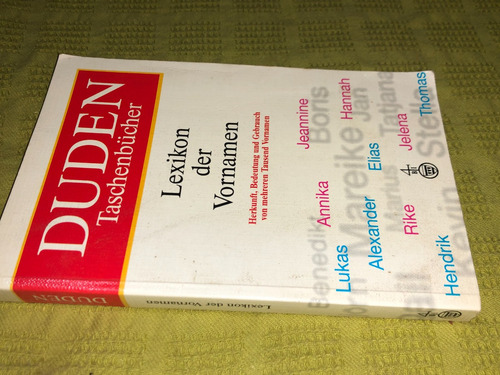 DUDEN
Taschenbücher
Lexikon
der
Vornamen
Herkunft, Bedeutung und Gebrauch
von mehreren Tausend Vornamen
Jeannine
Hannah
Annika
Elias
Jelena
Thomas
Lukas
Alexander
Rike
Hendrik
Boris
Mareike
Jan
Tatjana
Kevin
DUDEN
Lexikon der Vornamen